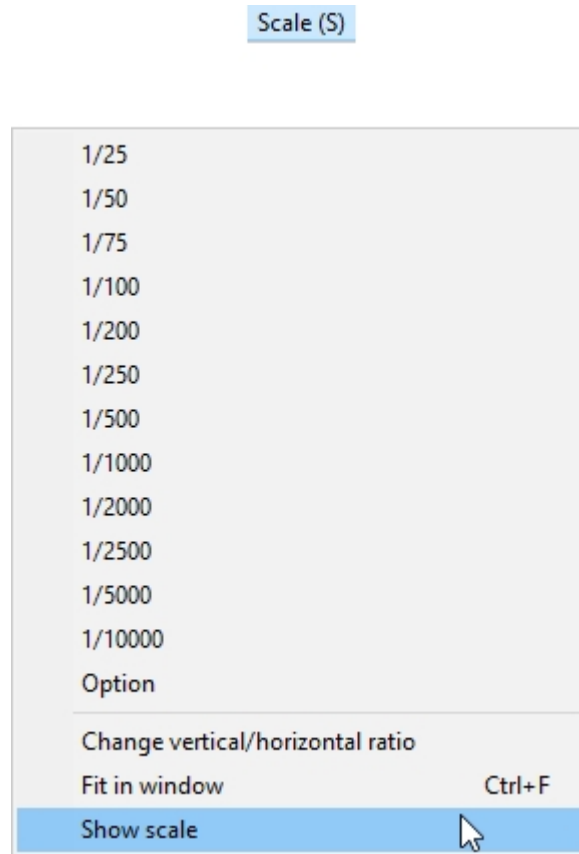 Scale (S)
1/25
1/50
1/75
1/100
1/200
1/250
1/500
1/1000
1/2000
1/2500
1/5000
1/10000
Option
Change vertical/horizontal ratio
Fit in window Ctrl+F
Show scale